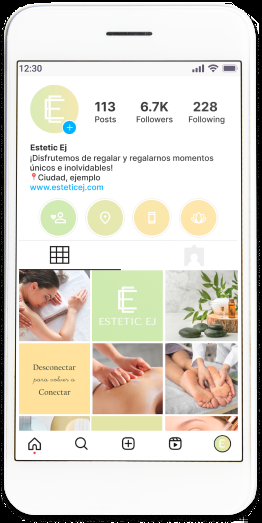 12:30
E
113 6.7K 228
Posts Followers Following
Estetic Ej
¡Disfrutemos de regalar y regalarnos momentos
únicos e inolvidables!
📍Ciudad, ejemplo
www.esteticej.com
E
ESTETIC EJ
Desconectar
para volver a
Conectar